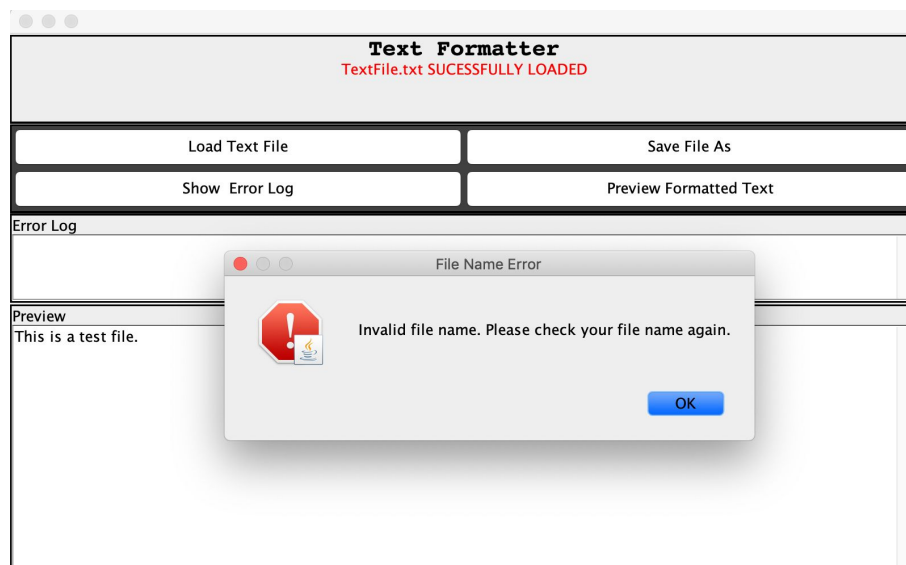 Text Formatter
TextFile.txt SUCESSFULLY LOADED
Load Text File
Save File As
Show Error Log
Preview Formatted Text
Error Log
File Name Error
Invalid file name. Please check your file name again.
OK
Preview
This is a test file.